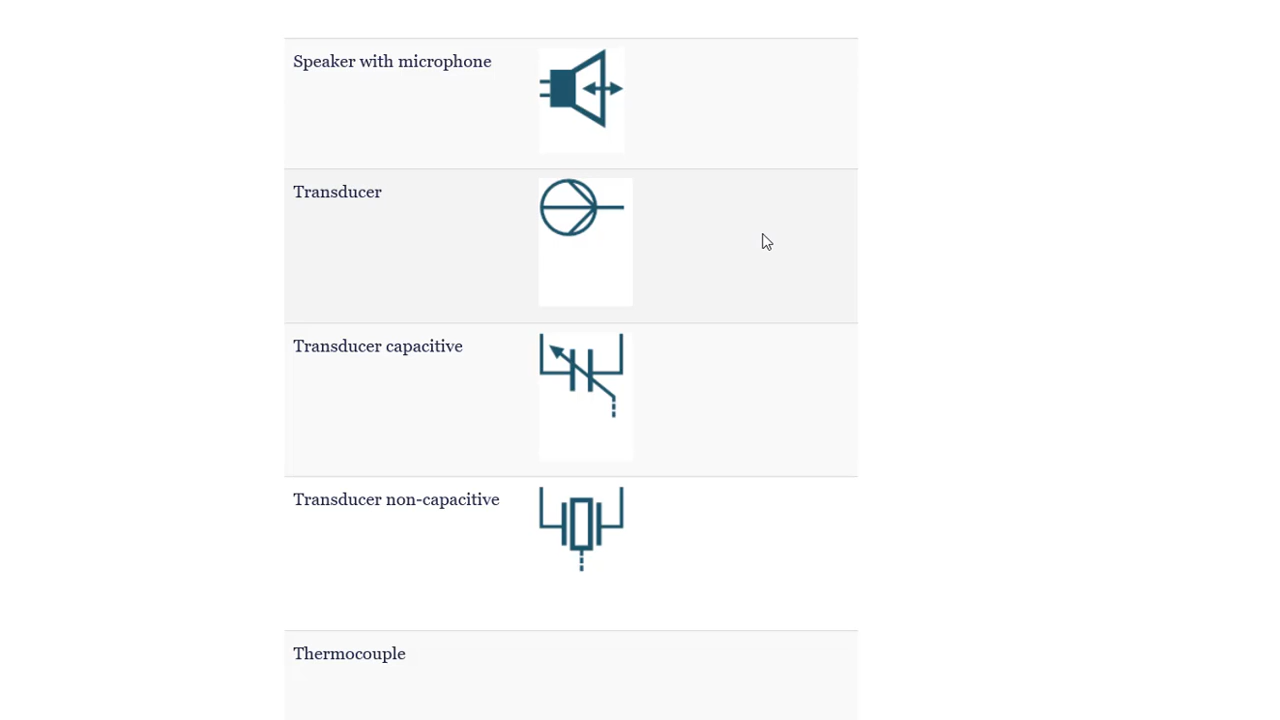 Speaker with microphone
Transducer
Transducer capacitive
Transducer non-capacitive
Thermocouple